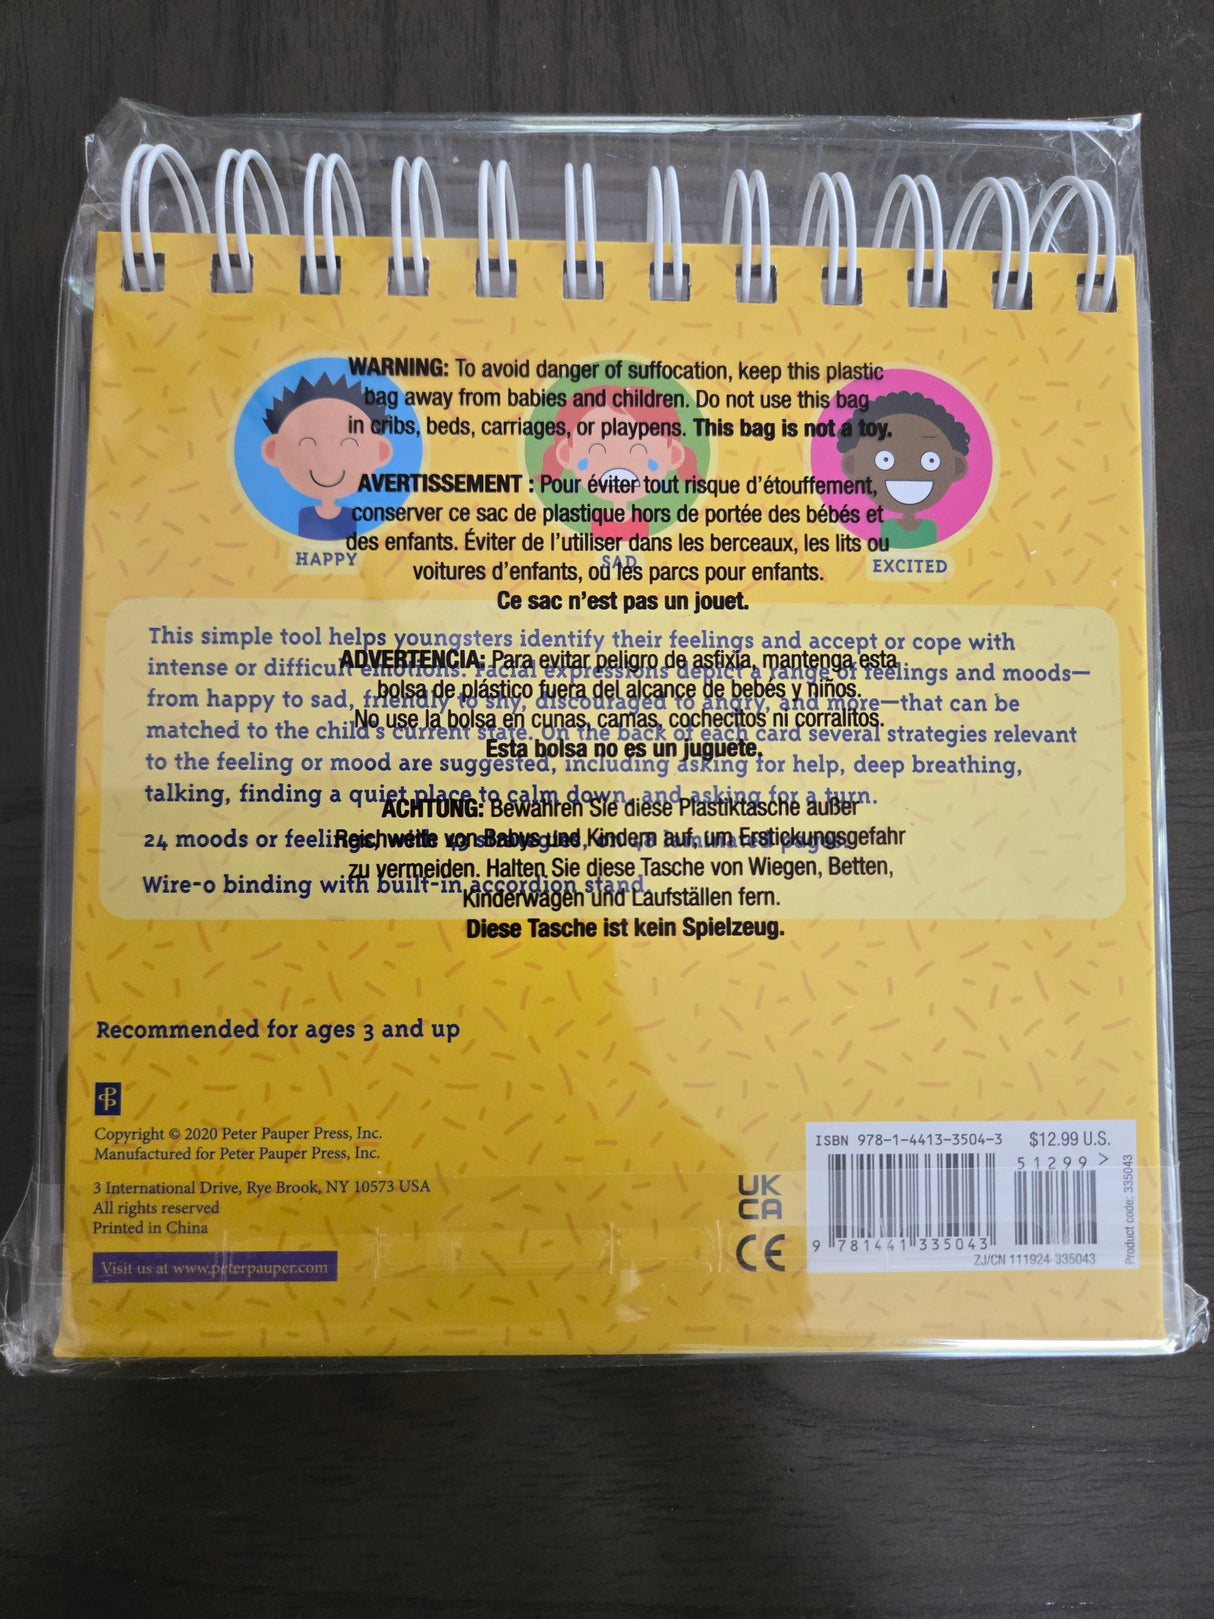 WARNING: To avoid danger of suffocation, keep this plastic
bag away from babies and children. Do not use this bag
in cribs, beds, carriages, or playpens. This bag is not a toy.
AVERTISSEMENT : Pour éviter tout risque d'étouffement,
conserver ce sac de plastique hors de portée des bébés et
des enfants. Éviter de l'utiliser dans les berceaux, les lits ou
voitures d'enfants, ou les parcs pour enfants.
Ce sac n'est pas un jouet.
ADVERTENCIA: Para evitar peligro de asfixia, mantenga esta
bolsa de plástico fuera del alcance de bebés y niños.
No use la bolsa en cunas, camas, cochecitos ni corralitos.
Esta bolsa no es un juguete.
ACHTUNG: Bewahren Sie diese Plastiktasche außer
Reichweite von Babys und Kindern auf, um Erstickungsgefahr
zu vermeiden. Halten Sie diese Tasche von Wiegen, Betten,
Kinderwagen und Laufställen fern.
Diese Tasche ist kein Spielzeug.
HAPPY
SAD
EXCITED
This simple tool helps youngsters identify their feelings and accept or cope with
intense or difficult emotions. Facial expressions depict a range of feelings and moods—
from happy to sad, friendly to shy, discouraged to angry, and more—that can be
matched to the child's current state. On the back of each card several strategies relevant
to the feeling or mood are suggested, including asking for help, deep breathing,
talking, finding a quiet place to calm down, and asking for a turn.
24 moods or feelings, with strategies, on laminated pages.
Wire-o binding with built-in accordion stand.
Recommended for ages 3 and up
Copyright © 2020 Peter Pauper Press, Inc.
Manufactured for Peter Pauper Press, Inc.
3 International Drive, Rye Brook, NY 10573 USA
All rights reserved
Printed in China
Visit us at www.peterpauper.com
UK
CA
CE
ISBN 978-1-4413-3504-3 $12.99 U.S.
51299 >
9 781441 335043
ZJ/CN 111924-335043
Product code: 335043